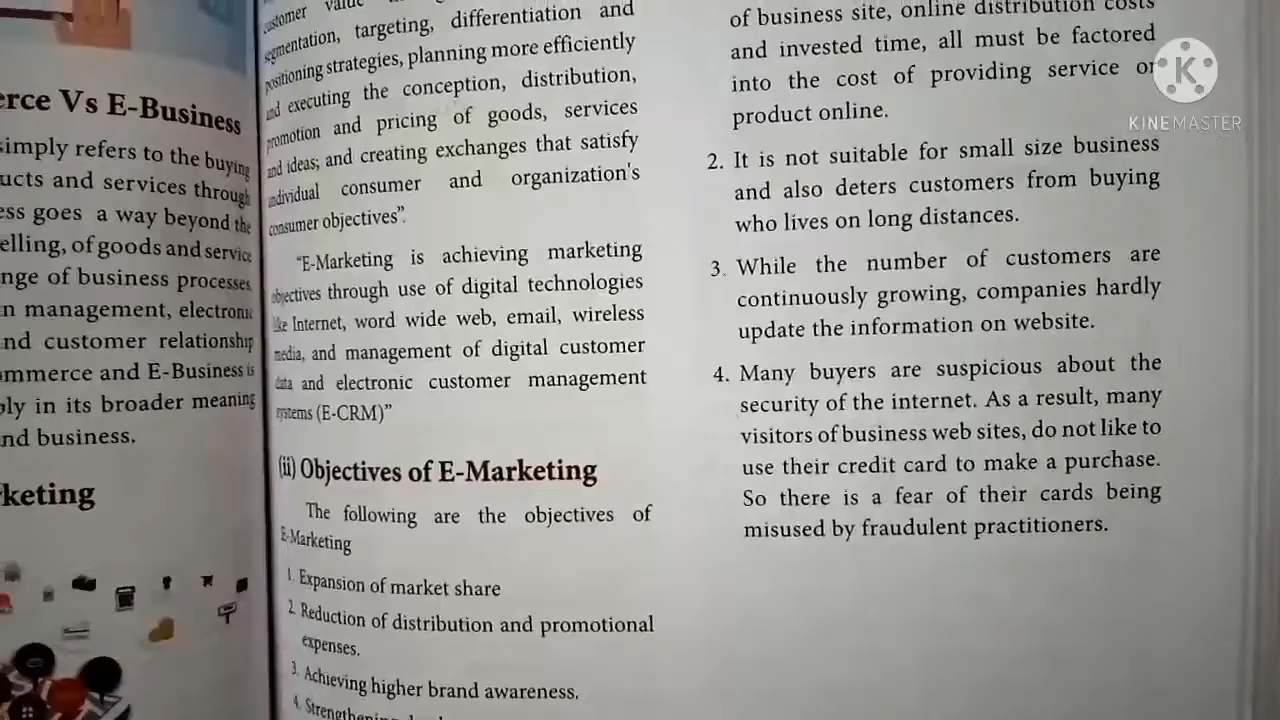 erce Vs E-Business
simply refers to the buying
ucts and services through
ess goes a way beyond the
elling, of goods and service
nge of business processes
n management, electronic
nd customer relationship
ommerce and E-Business is
ply in its broader meaning
nd business.
keting
customer value
segmentation, targeting, differentiation and
positioning strategies, planning more efficiently
and executing the conception, distribution,
promotion and pricing of goods, services
and ideas; and creating exchanges that satisfy
individual consumer and organization's
consumer objectives”.
“E-Marketing is achieving marketing
objectives through use of digital technologies
like Internet, word wide web, email, wireless
media, and management of digital customer
data and electronic customer management
systems (E-CRM)”
(ii) Objectives of E-Marketing
The following are the objectives of
E-Marketing
1. Expansion of market share
2. Reduction of distribution and promotional
expenses.
3. Achieving higher brand awareness.
4. Strengthening
of business site, online distribution costs
and invested time, all must be factored
into the cost of providing service or
product online.
2. It is not suitable for small size business
and also deters customers from buying
who lives on long distances.
3. While the number of customers are
continuously growing, companies hardly
update the information on website.
4. Many buyers are suspicious about the
security of the internet. As a result, many
visitors of business web sites, do not like to
use their credit card to make a purchase.
So there is a fear of their cards being
misused by fraudulent practitioners.
K
KINEMASTER